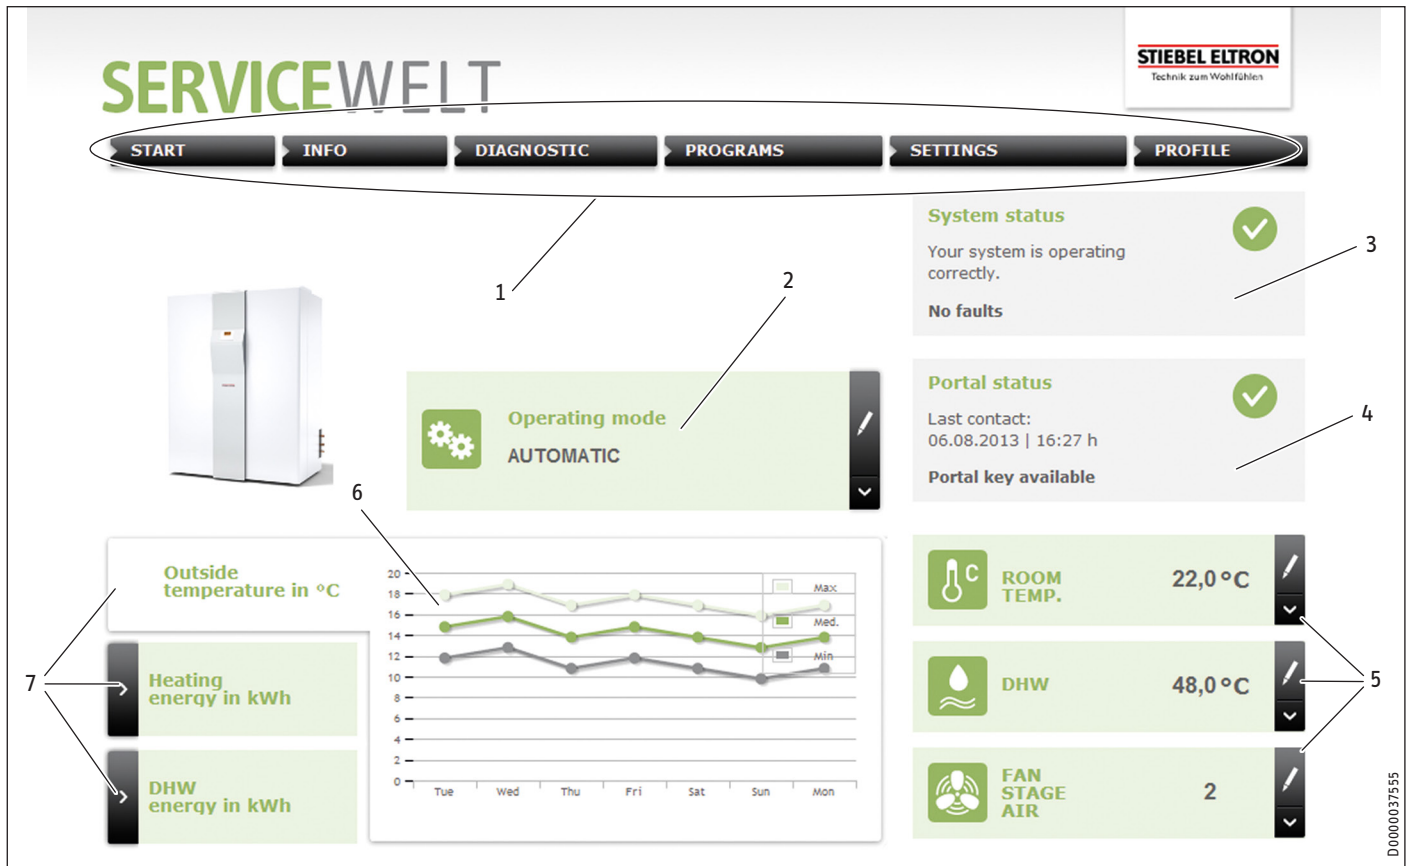 SERVICEWELT
STIEBEL ELTRON
Technik zum Wohlfühlen
START INFO DIAGNOSTIC PROGRAMS SETTINGS PROFILE
1
2
System status
Your system is operating
correctly.
No faults
3
Operating mode
AUTOMATIC
Portal status
Last contact:
06.08.2013 | 16:27 h
Portal key available
4
6
7
Outside
temperature in °C
Heating
energy in kWh
DHW
energy in kWh
20
18
16
14
12
10
8
6
4
2
0
Tue Wed Thu Fri Sat Sun Mon
Max
Med.
Min
ROOM
TEMP.
22,0°C
C
DHW
48,0°C
FAN
STAGE
AIR
2
5
D0000037555